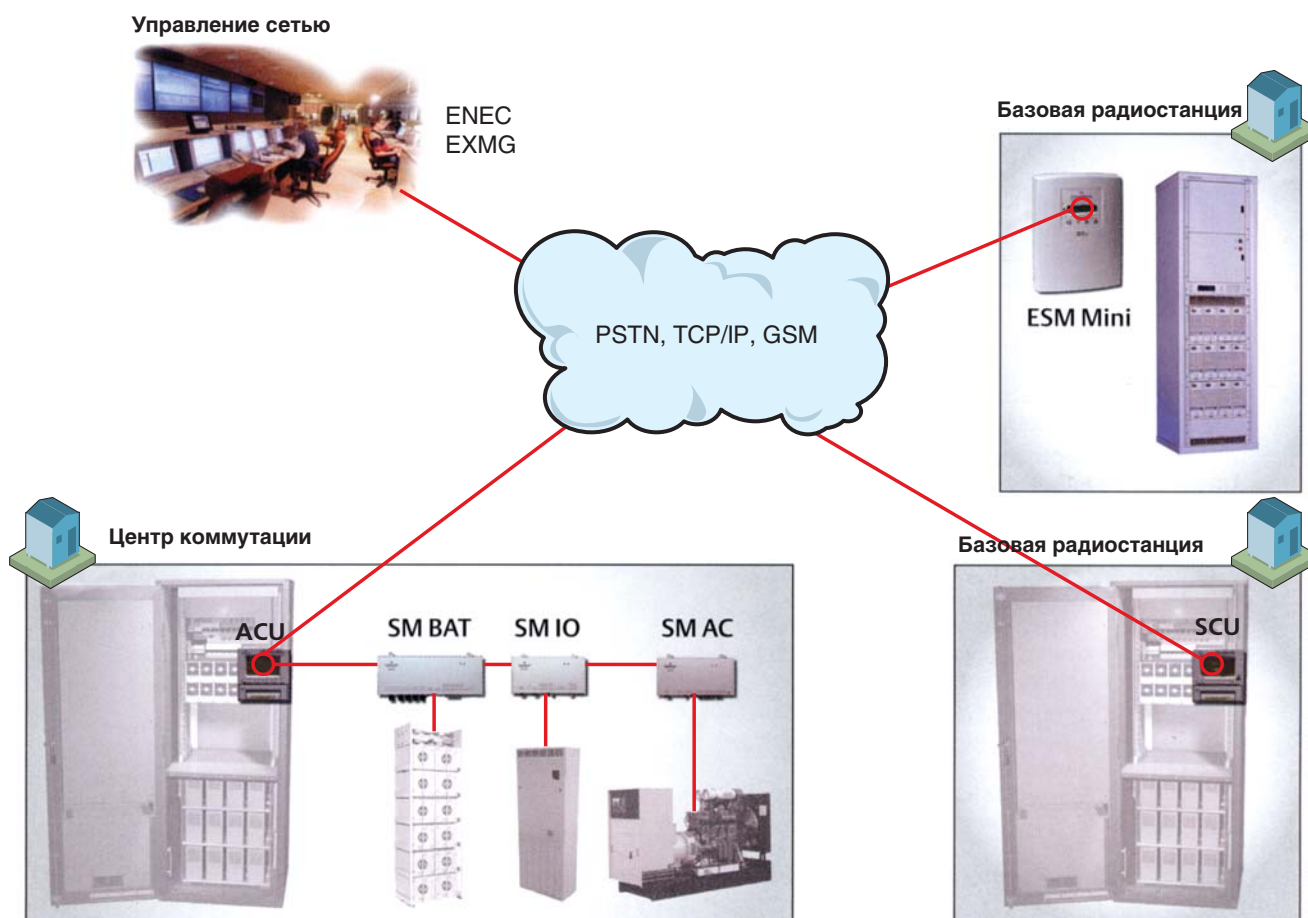 Управление сетью
ENEC
EXMG
Базовая радиостанция
ESM Mini
PSTN, TCP/IP, GSM
Центр коммутации
ACU
SM BAT
SM IO
SM AC
Базовая радиостанция
SCU